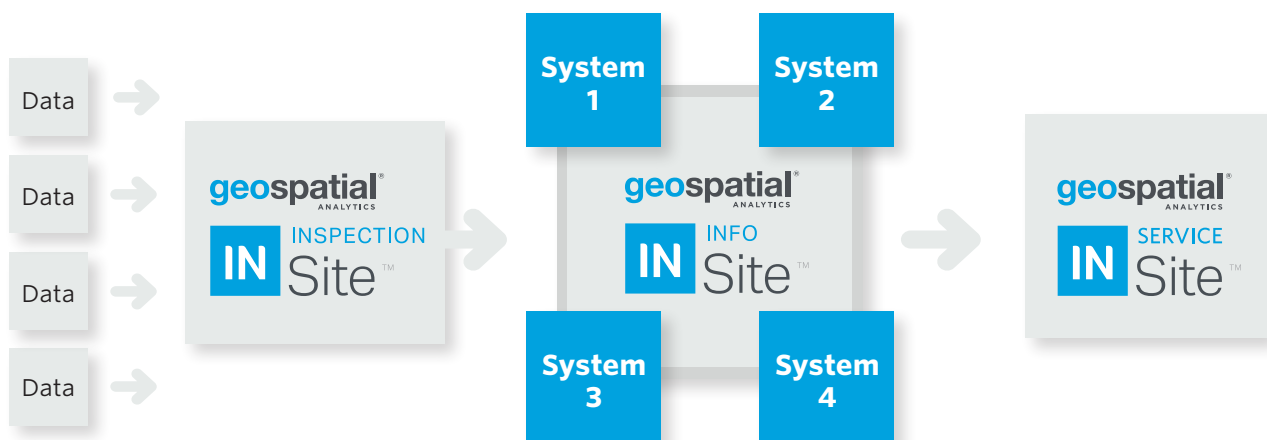 Data
Data
Data
Data
geospatial®
ANALYTICS
IN
INSPECTION
Site™
System
1
System
2
geospatial®
ANALYTICS
IN
INFO
Site™
System
3
System
4
geospatial®
ANALYTICS
IN
SERVICE
Site™